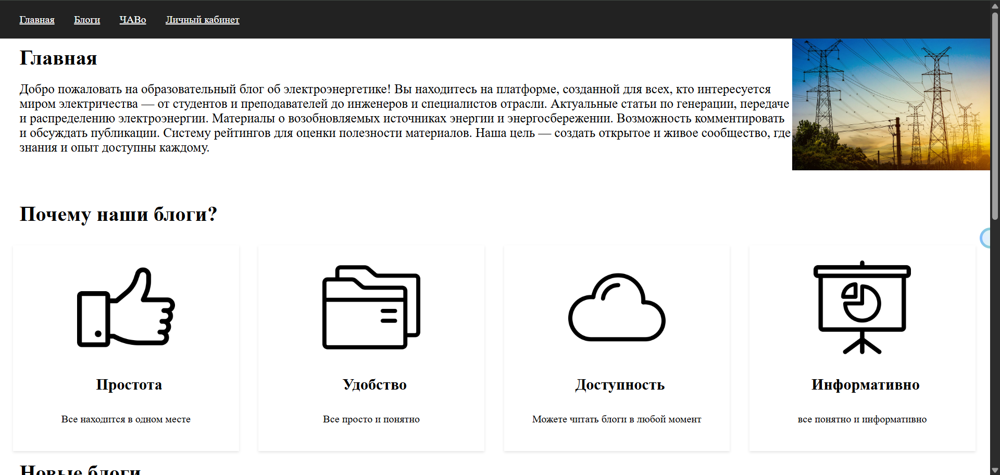 Главная Блоги ЧАВо Личный кабинет
Главная
Добро пожаловать на образовательный блог об электроэнергетике! Вы находитесь на платформе, созданной для всех, кто интересуется
миром электричества — от студентов и преподавателей до инженеров и специалистов отрасли. Актуальные статьи по генерации, передаче
и распределению электроэнергии. Материалы о возобновляемых источниках энергии и энергосбережении. Возможность комментировать
и обсуждать публикации. Систему рейтингов для оценки полезности материалов. Наша цель — создать открытое и живое сообщество, где
знания и опыт доступны каждому.
Почему наши блоги?
Простота
Все находится в одном месте
Удобство
Все просто и понятно
Доступность
Можете читать блоги в любой момент
Информативно
все понятно и информативно
Новые блоги